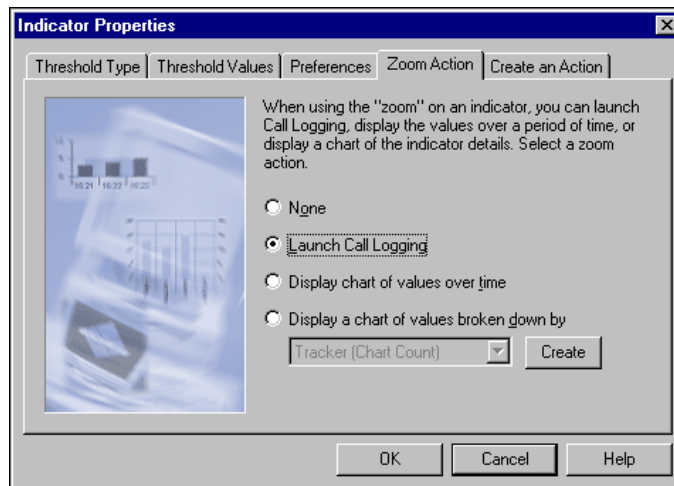 Indicator Properties
Threshold Type Threshold Values Preferences Zoom Action Create an Action
When using the "zoom" on an indicator, you can launch
Call Logging, display the values over a period of time, or
display a chart of the indicator details. Select a zoom
action.
None
Launch Call Logging
Display chart of values over time
Display a chart of values broken down by
Tracker (Chart Count) Create
OK Cancel Help